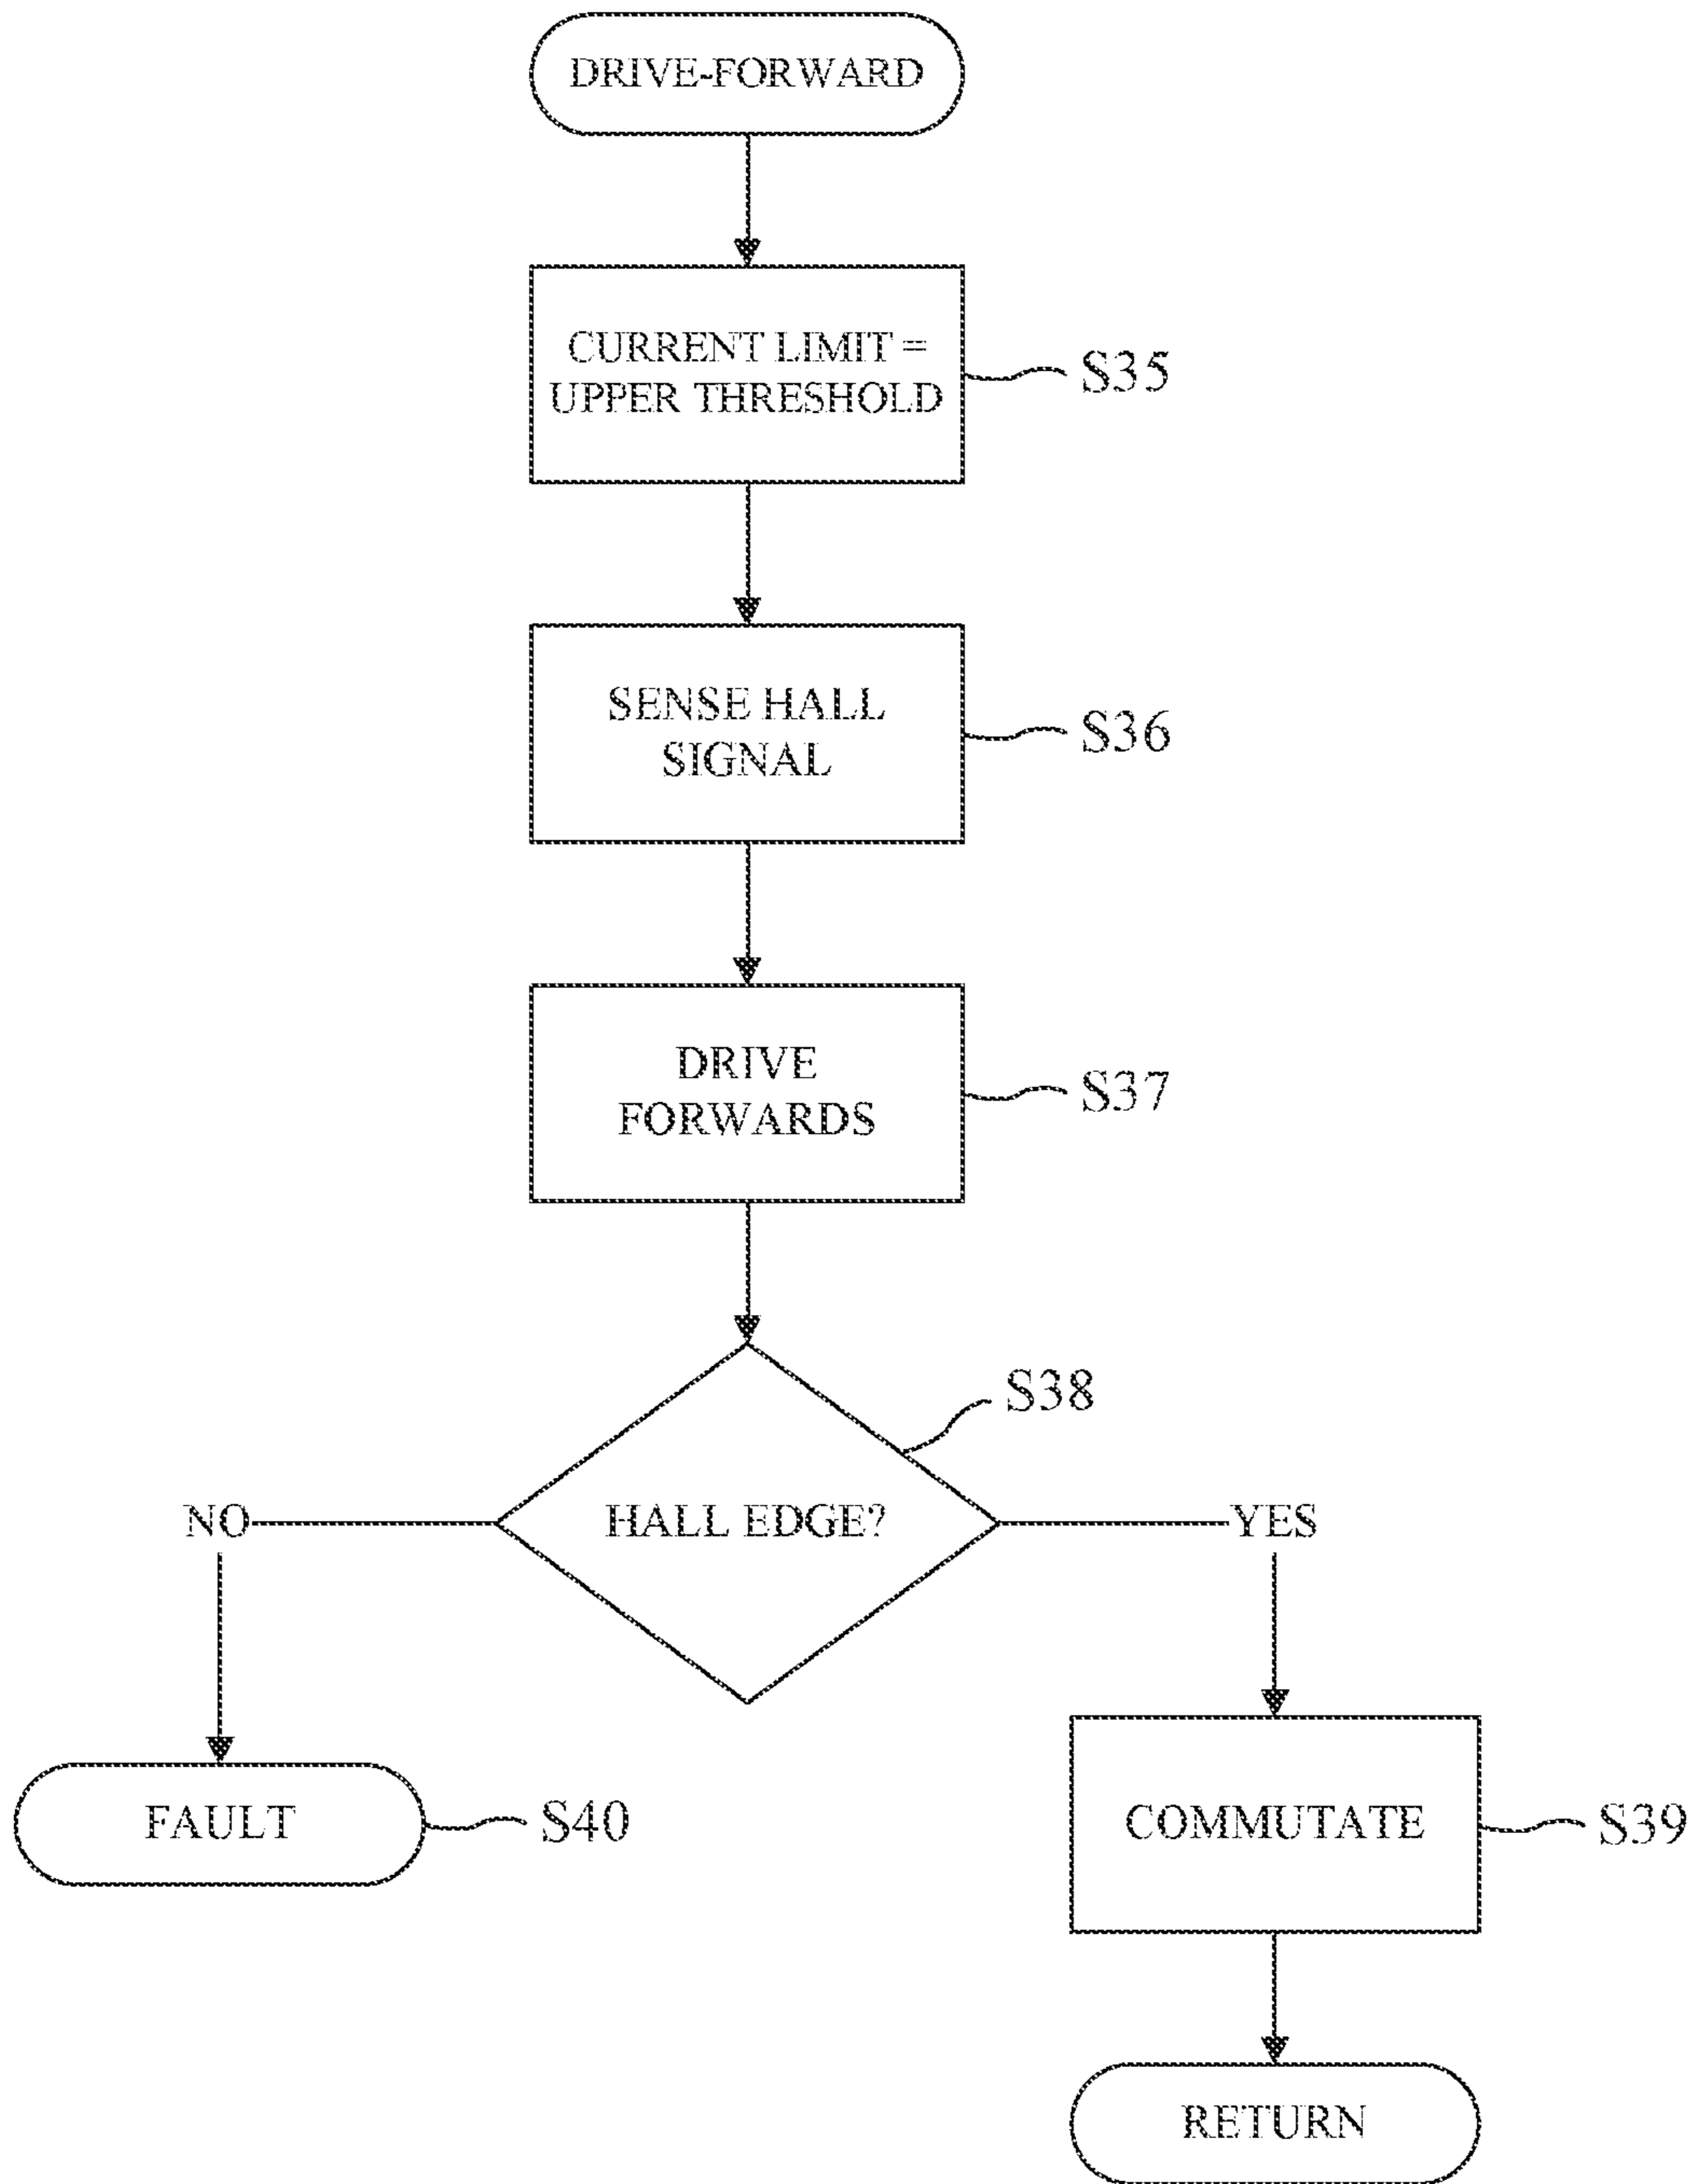 DRIVE-FORWARD
CURRENT LIMIT =
UPPER THRESHOLD
S35
SENSE HALL
SIGNAL
S36
DRIVE
FORWARDS
S37
S38
HALL EDGE?
NO
YES
FAULT
S40
COMMUTATE
S39
RETURN